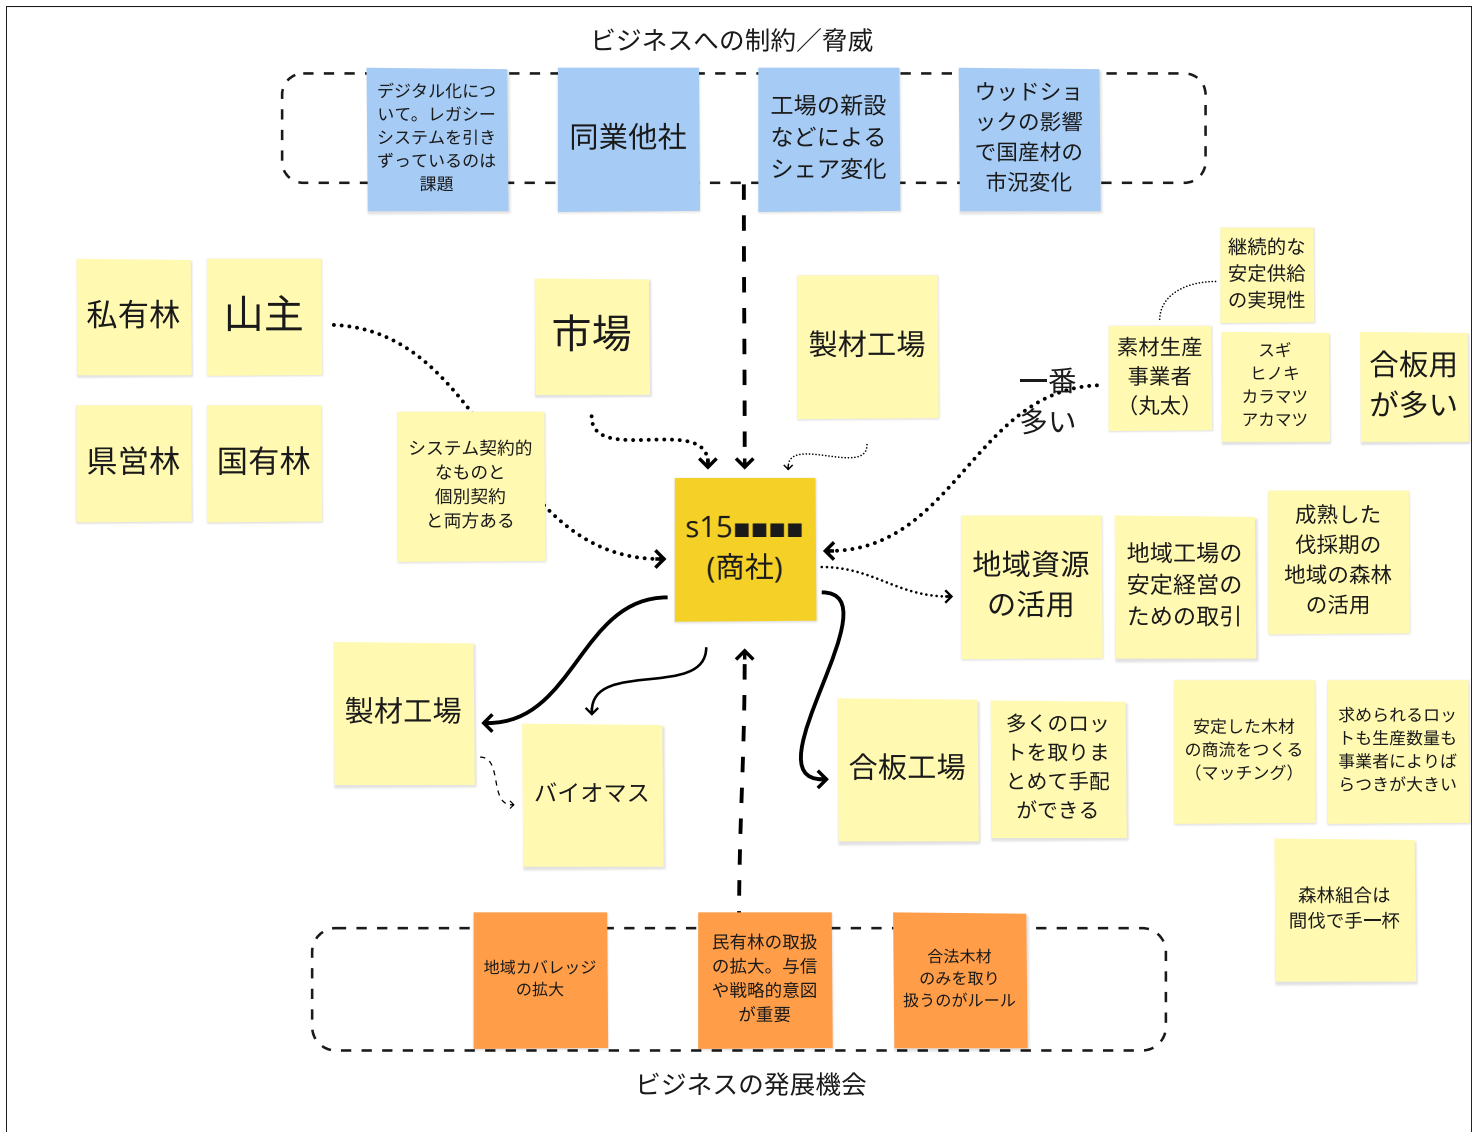 ビジネスへの制約／脅威
デジタル化につ
いて。レガシー
システムを引き
ずっているのは
課題
同業他社
工場の新設
などによる
シェア変化
ウッドショ
ックの影響
で国産材の
市況変化
私有林
山主
県営林
国有林
市場
製材工場
システム契約的
なものと
個別契約
と両方ある
一番
多い
継続的な
安定供給
の実現性
素材生産
事業者
（丸太）
スギ
ヒノキ
カラマツ
アカマツ
合板用
が多い
s15■■■■
(商社)
地域資源
の活用
地域工場の
安定経営の
ための取引
成熟した
伐採期の
地域の森林
の活用
製材工場
バイオマス
合板工場
多くのロッ
トを取りま
とめて手配
ができる
安定した木材
の商流をつくる
（マッチング）
求められるロッ
トも生産数量も
事業者によりば
らつきが大きい
森林組合は
間伐で手一杯
地域カバレッジ
の拡大
民有林の取扱
の拡大。与信
や戦略的意図
が重要
合法木材
のみを取り
扱うのがルール
ビジネスの発展機会